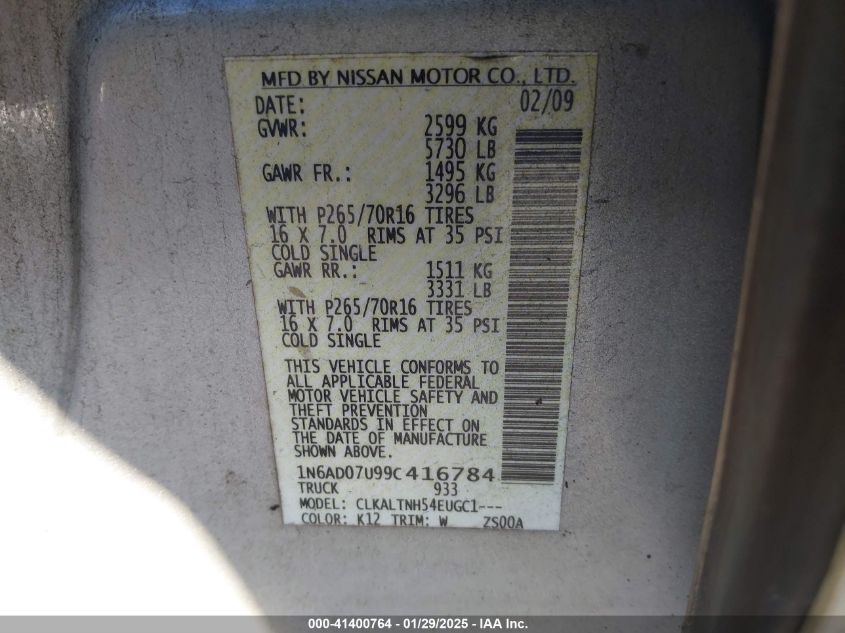 MFD BY NISSAN MOTOR CO., LTD.
DATE: 02/09
GVWR: 2599 KG
5730 LB
GAWR FR.: 1495 KG
3296 LB
WITH P265/70R16 TIRES
16 X 7.0 RIMS AT 35 PSI
COLD SINGLE
GAWR RR.: 1511 KG
3331 LB
WITH P265/70R16 TIRES
16 X 7.0 RIMS AT 35 PSI
COLD SINGLE
THIS VEHICLE CONFORMS TO
ALL APPLICABLE FEDERAL
MOTOR VEHICLE SAFETY AND
THEFT PREVENTION
STANDARDS IN EFFECT ON
THE DATE OF MANUFACTURE
SHOWN ABOVE.
1N6AD07U99C416784
TRUCK 933
MODEL: CLKALTNH54EUGC1---
COLOR: K12 TRIM: W ZS00A
000-41400764 - 01/29/2025 - IAA Inc.